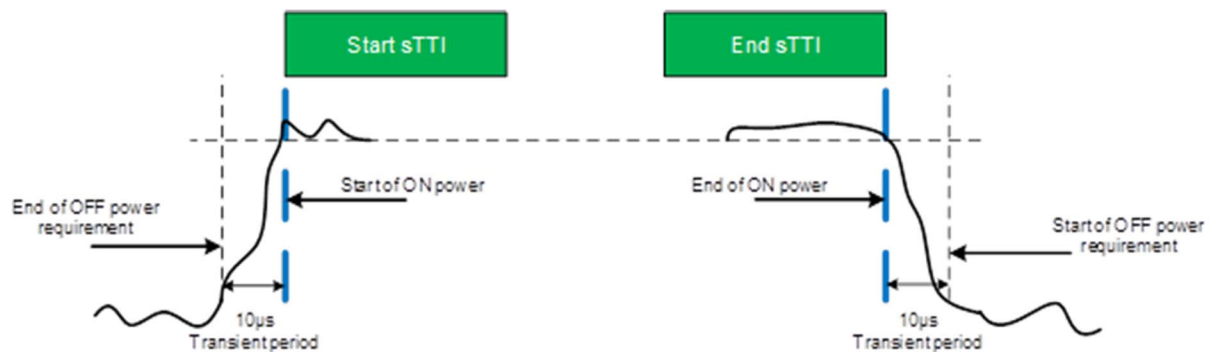 Start sTTI
End sTTI
Start of ON power
End of ON power
End of OFF power
requirement
Start of OFF power
requirement
10µs
Transient period
10µs
Transient period